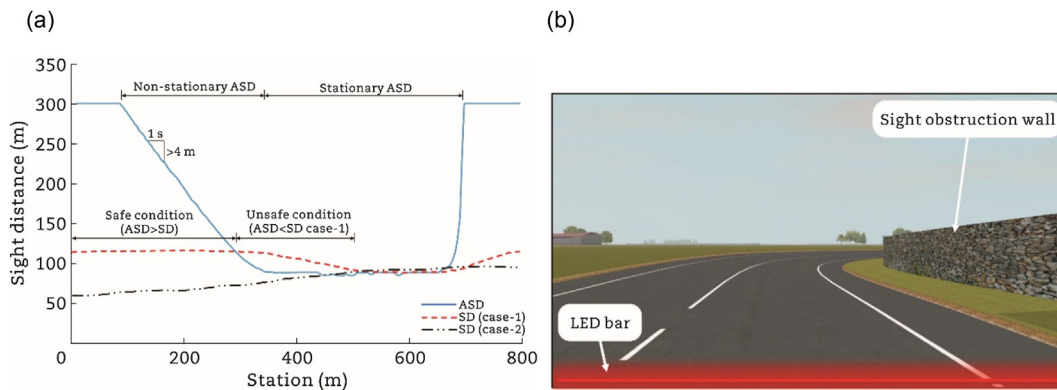 (a)
(b)
350
300
250
200
150
100
50
0
200
400
600
800
Sight distance (m)
Station (m)
Non-stationary ASD
Stationary ASD
1 s
>4 m
Safe condition
(ASD>SD)
Unsafe condition
(ASD<SD case-1)
ASD
SD (case-1)
SD (case-2)
Sight obstruction wall
LED bar